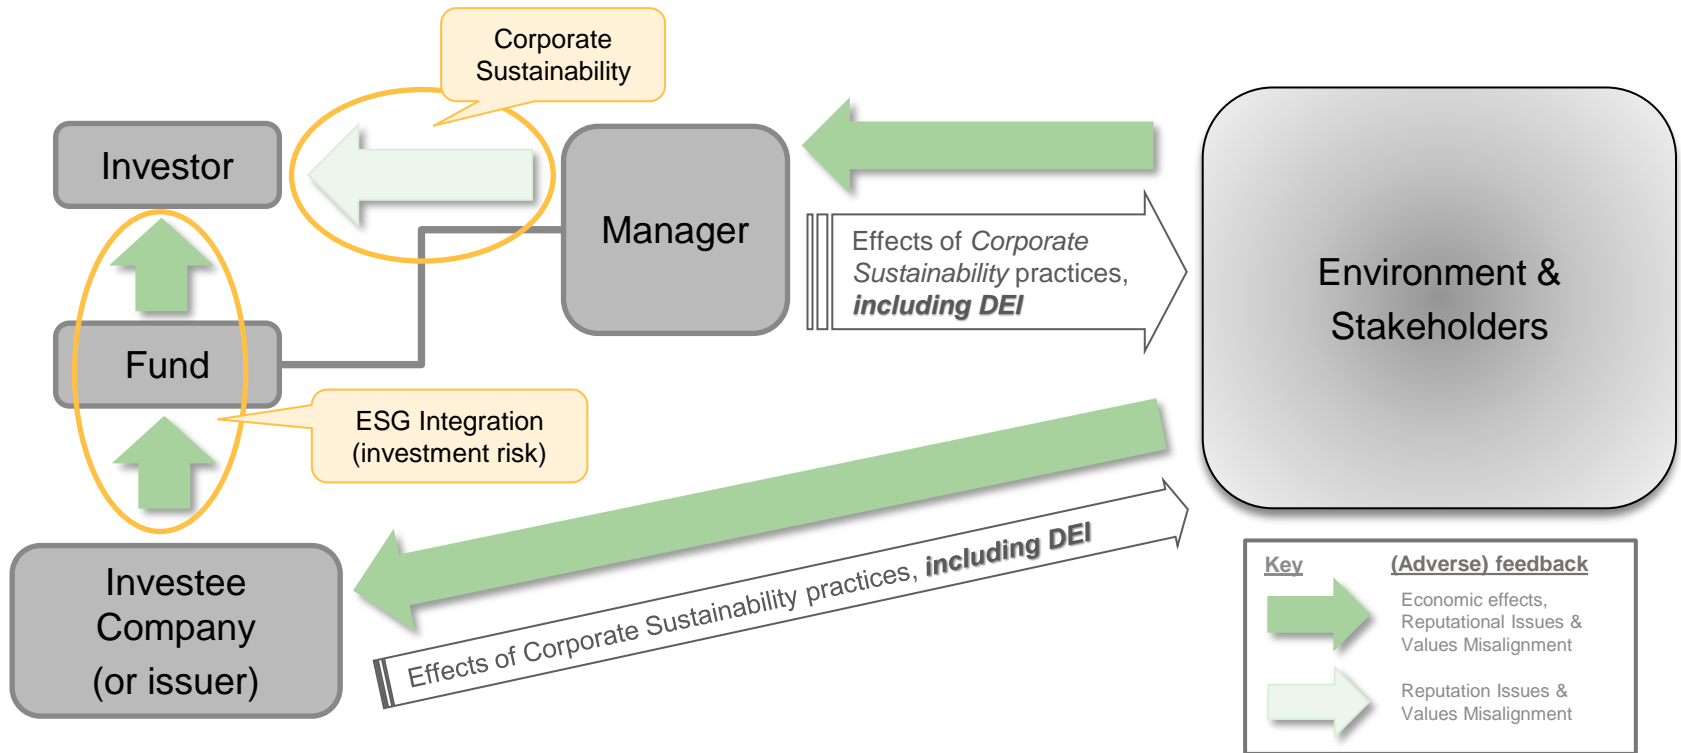 Corporate
Sustainability
Investor
Manager
Effects of Corporate
Sustainability practices,
including DEI
Environment &
Stakeholders
Fund
ESG Integration
(investment risk)
Investee
Company
(or issuer)
Effects of Corporate Sustainability practices, including DEI
Key
(Adverse) feedback
Economic effects,
Reputational Issues &
Values Misalignment
Reputation Issues &
Values Misalignment